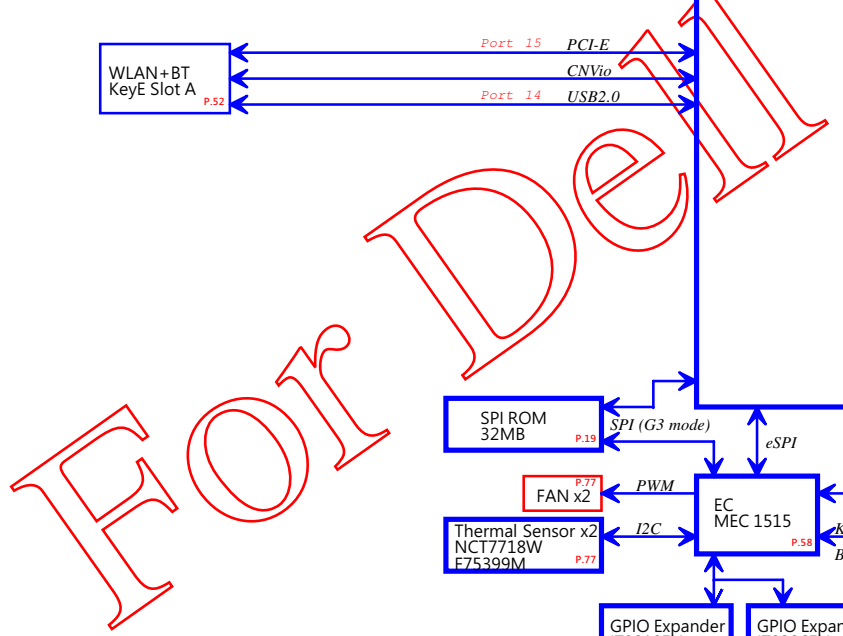 Port 15 PCI-E
WLAN+BT
KeyE Slot A
P.52
CNVio
Port 14 USB2.0
For Dell
SPI ROM
32MB
P.19
SPI (G3 mode)
eSPI
P.77
FAN x2
PWM
EC
MEC 1515
P.58
Thermal Sensor x2
NCT7718W
F75399M
P.77
I2C
K
B
GPIO Expander
GPIO Expan